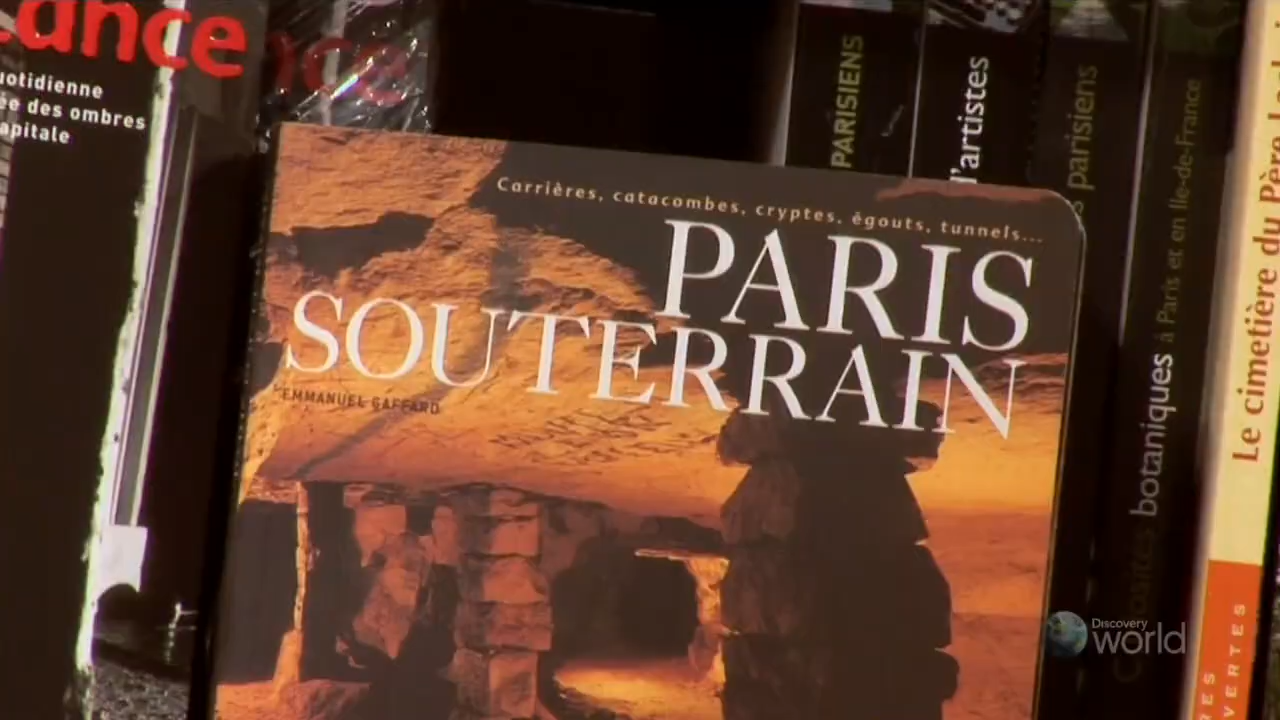 ance
uotidienne
ée des ombres
apitale
Carrières, catacombes, cryptes, égouts, tunnels...
PARIS
SOUTERRAIN
EMMANUEL GAFFARD
PARISIENS
d'artistes
parisiens
botaniques à Paris et en Ile-de-France
Le cimetière du Père
VERTES
Discovery
world